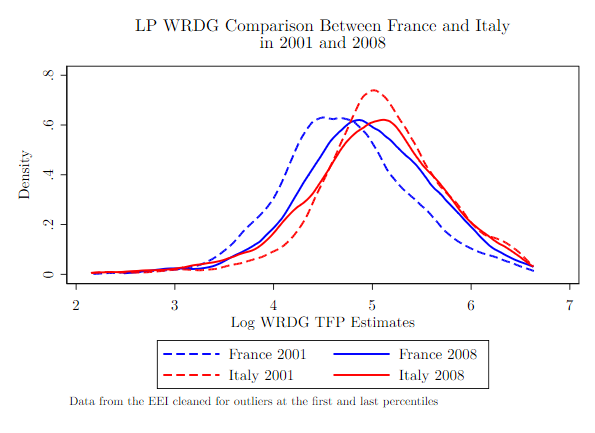 LP WRDG Comparison Between France and Italy
in 2001 and 2008
Density
.8
.6
.4
.2
0
2 3 4 5 6 7
Log WRDG TFP Estimates
France 2001 France 2008
Italy 2001 Italy 2008
Data from the EEI cleaned for outliers at the first and last percentiles